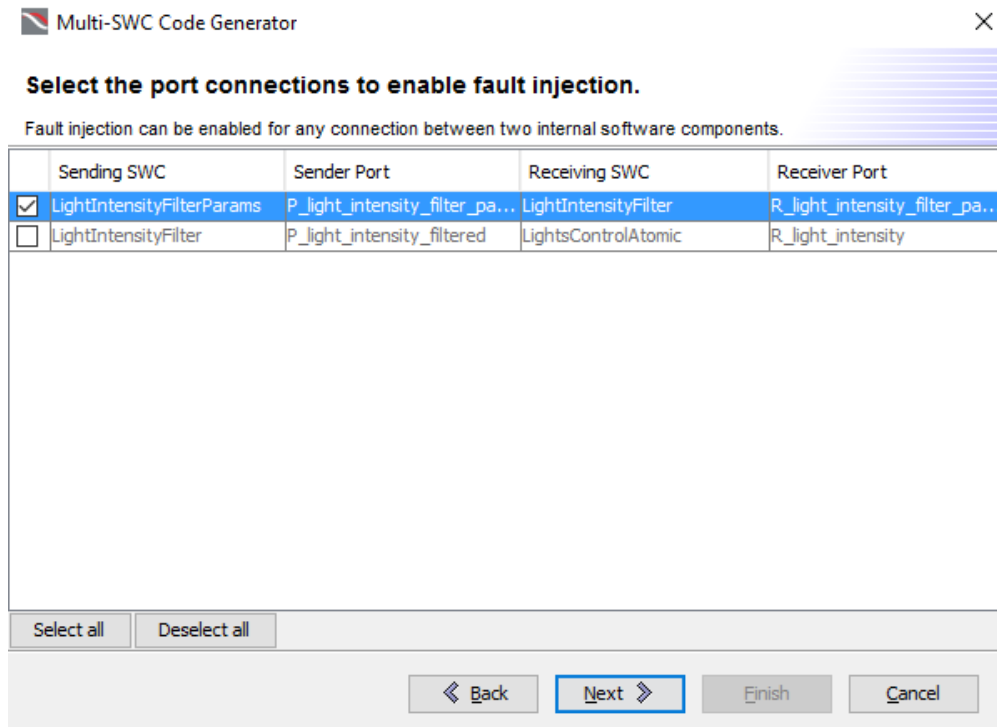 Multi-SWC Code Generator
Select the port connections to enable fault injection.
Fault injection can be enabled for any connection between two internal software components.
Sending SWC Sender Port Receiving SWC Receiver Port
LightIntensityFilterParams P_light_intensity_filter_pa... LightIntensityFilter R_light_intensity_filter_pa...
LightIntensityFilter P_light_intensity_filtered LightsControlAtomic R_light_intensity
Select all Deselect all
Back Next Finish Cancel